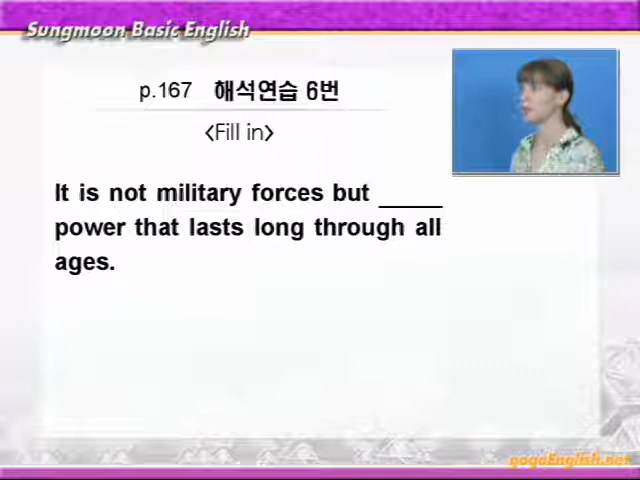 Sungmoon Basic English
p.167 해석연습 6번
<Fill in>
It is not military forces but _____
power that lasts long through all
ages.
gogoEnglish.net